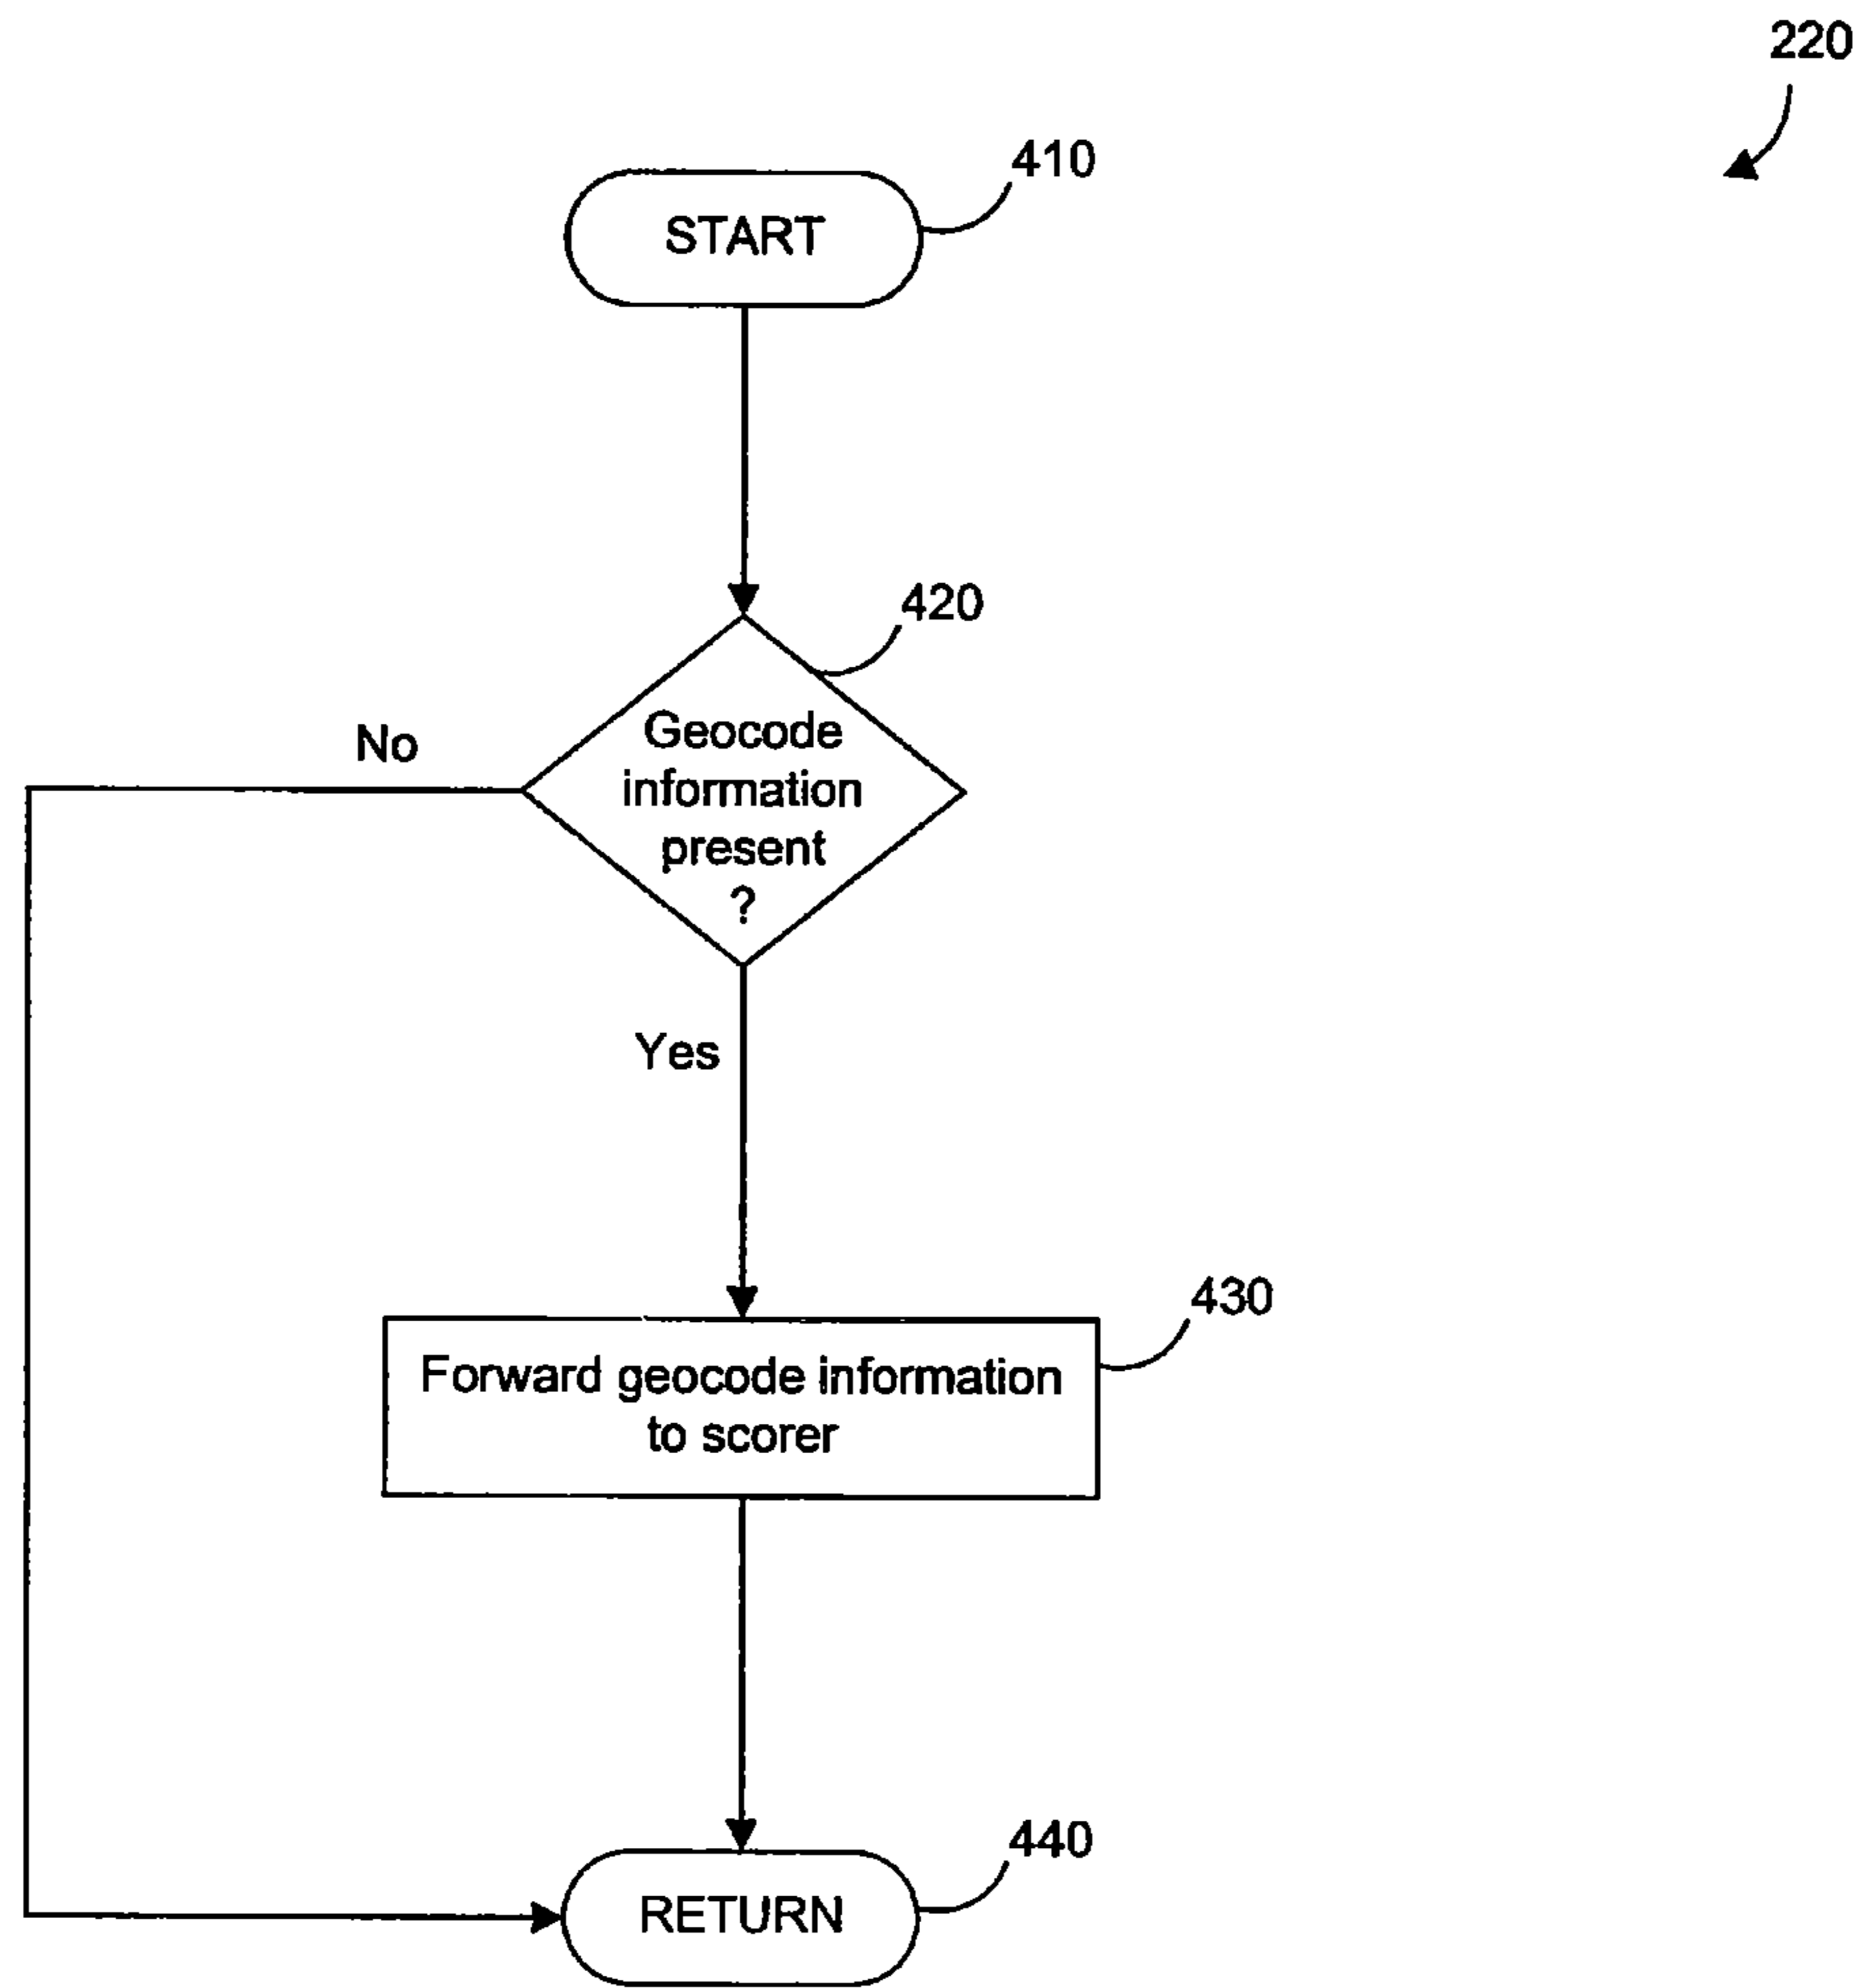 220
410
START
420
No
Geocode
information
present
?
Yes
430
Forward geocode information
to scorer
440
RETURN